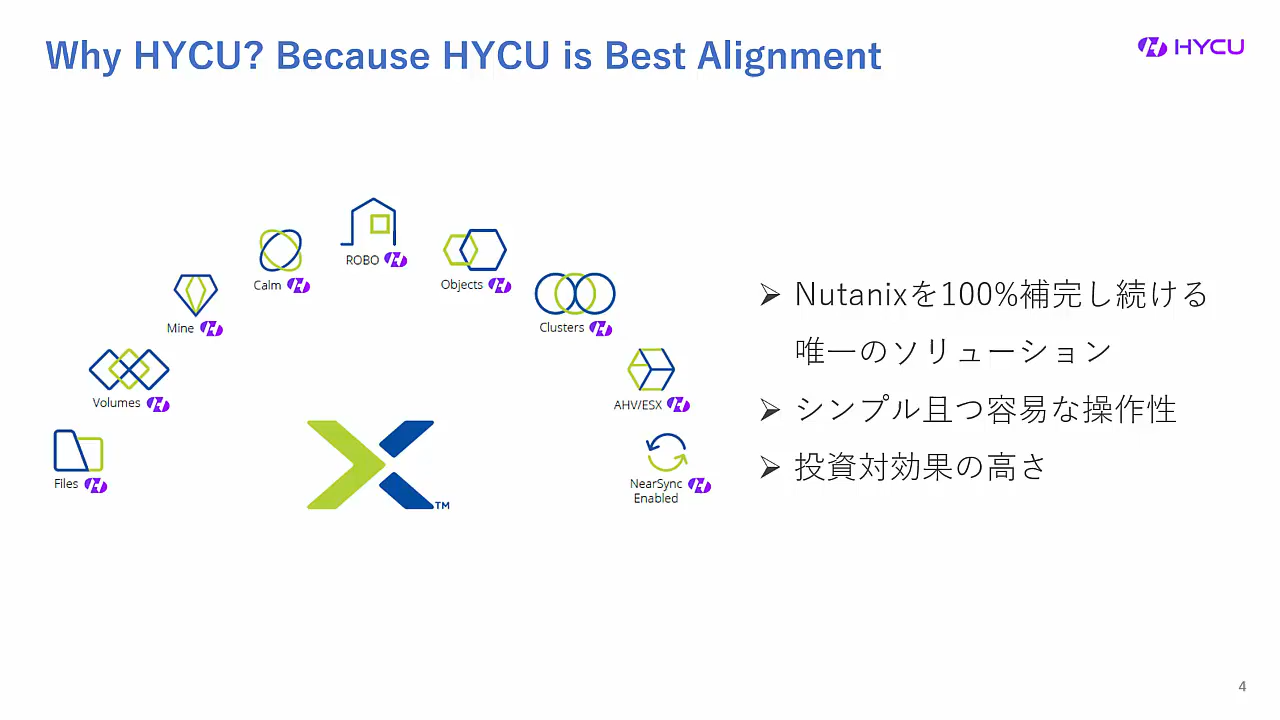 Why HYCU? Because HYCU is Best Alignment
HYCU
ROBO
Calm
Objects
Mine
Clusters
Volumes
AHV/ESX
Files
NearSync
Enabled
TM
➢ Nutanixを100%補完し続ける
唯一のソリューション
➢ シンプル且つ容易な操作性
➢ 投資対効果の高さ
4